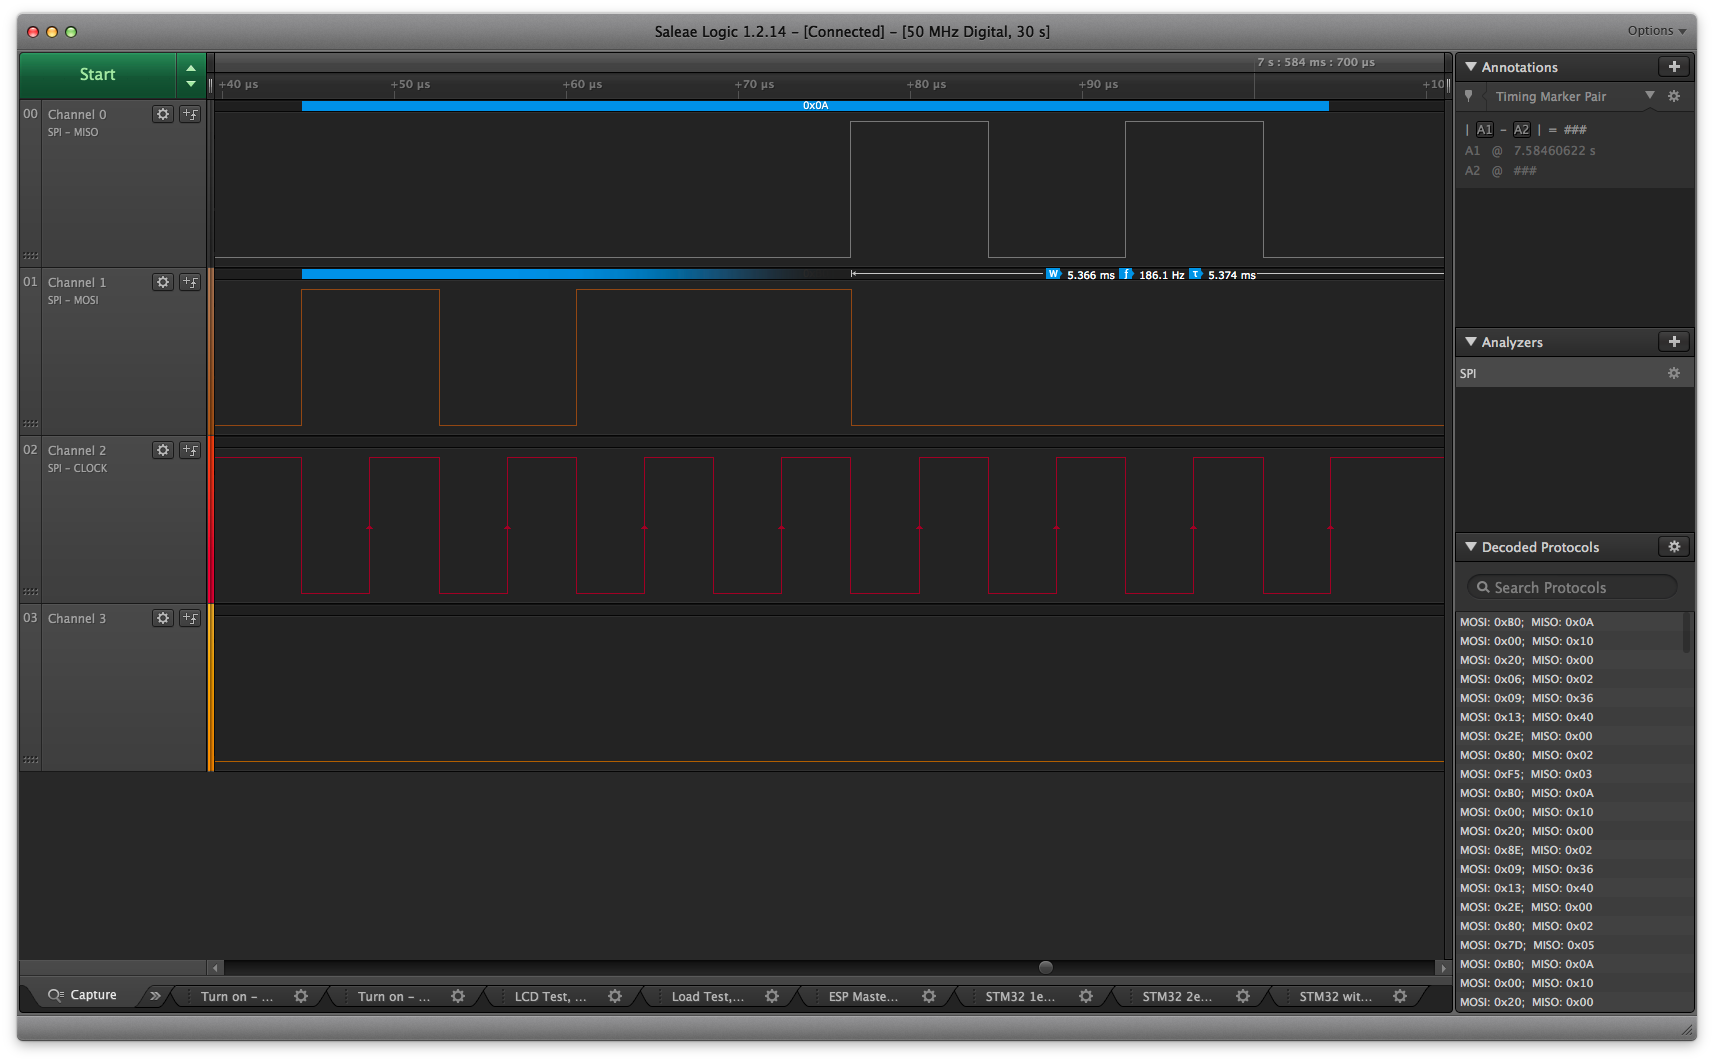 Saleae Logic 1.2.14 – [Connected] – [50 MHz Digital, 30 s]
Options
Start
7 s : 584 ms : 700 µs
+40 µs +50 µs +60 µs +70 µs +80 µs +90 µs +10
00 Channel 0
SPI – MISO
0x0A
01 Channel 1
SPI – MOSI
W 5.366 ms f 186.1 Hz T 5.374 ms
02 Channel 2
SPI – CLOCK
03 Channel 3
Annotations
Timing Marker Pair
| A1 – A2 | = ###
A1 @ 7.58460622 s
A2 @ ###
Analyzers
SPI
Decoded Protocols
Search Protocols
MOSI: 0xB0; MISO: 0x0A
MOSI: 0x00; MISO: 0x10
MOSI: 0x20; MISO: 0x00
MOSI: 0x06; MISO: 0x02
MOSI: 0x09; MISO: 0x36
MOSI: 0x13; MISO: 0x40
MOSI: 0x2E; MISO: 0x00
MOSI: 0x80; MISO: 0x02
MOSI: 0xF5; MISO: 0x03
MOSI: 0xB0; MISO: 0x0A
MOSI: 0x00; MISO: 0x10
MOSI: 0x20; MISO: 0x00
MOSI: 0x8E; MISO: 0x02
MOSI: 0x09; MISO: 0x36
MOSI: 0x13; MISO: 0x40
MOSI: 0x2E; MISO: 0x00
MOSI: 0x80; MISO: 0x02
MOSI: 0x7D; MISO: 0x05
MOSI: 0xB0; MISO: 0x0A
MOSI: 0x00; MISO: 0x10
MOSI: 0x20; MISO: 0x00
Capture
Turn on – ...
Turn on – ...
LCD Test, ...
Load Test,...
ESP Maste...
STM32 1e...
STM32 2e...
STM32 wit...